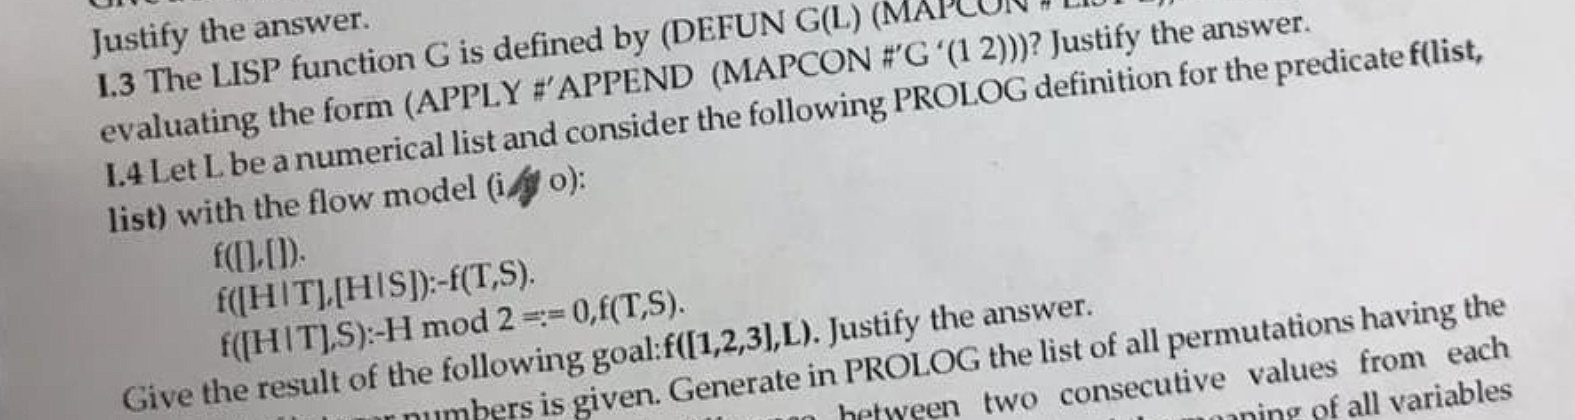 Justify the answer.
I.3 The LISP function G is defined by (DEFUN G(L) (MAPCON #'
evaluating the form (APPLY #'APPEND (MAPCON #'G '(1 2)))? Justify the answer.
I.4 Let L be a numerical list and consider the following PROLOG definition for the predicate f(list,
list) with the flow model (i o):
f([],[]).
f([H|T],[H|S]):-f(T,S).
f([H|T],S):-H mod 2 =:= 0,f(T,S).
Give the result of the following goal:f([1,2,3],L). Justify the answer.
numbers is given. Generate in PROLOG the list of all permutations having the
between two consecutive values from each
of all variables